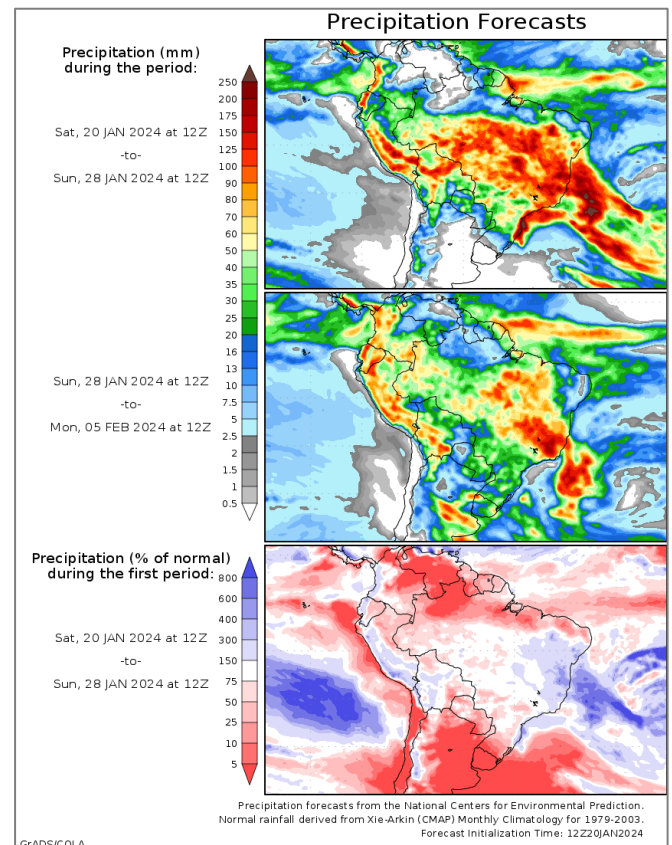 Precipitation Forecasts
Precipitation (mm)
during the period:
Sat, 20 JAN 2024 at 12Z
-to-
Sun, 28 JAN 2024 at 12Z
250
200
175
150
125
100
90
80
70
60
50
40
35
30
25
20
16
13
10
7.5
5
2.5
2
1.5
1
0.5
Sun, 28 JAN 2024 at 12Z
-to-
Mon, 05 FEB 2024 at 12Z
Precipitation (% of normal)
during the first period:
Sat, 20 JAN 2024 at 12Z
-to-
Sun, 28 JAN 2024 at 12Z
800
600
400
300
150
75
50
25
10
5
Precipitation forecasts from the National Centers for Environmental Prediction.
Normal rainfall derived from Xie-Arkin (CMAP) Monthly Climatology for 1979-2003.
Forecast Initialization Time: 12Z20JAN2024
GrADS/COLA